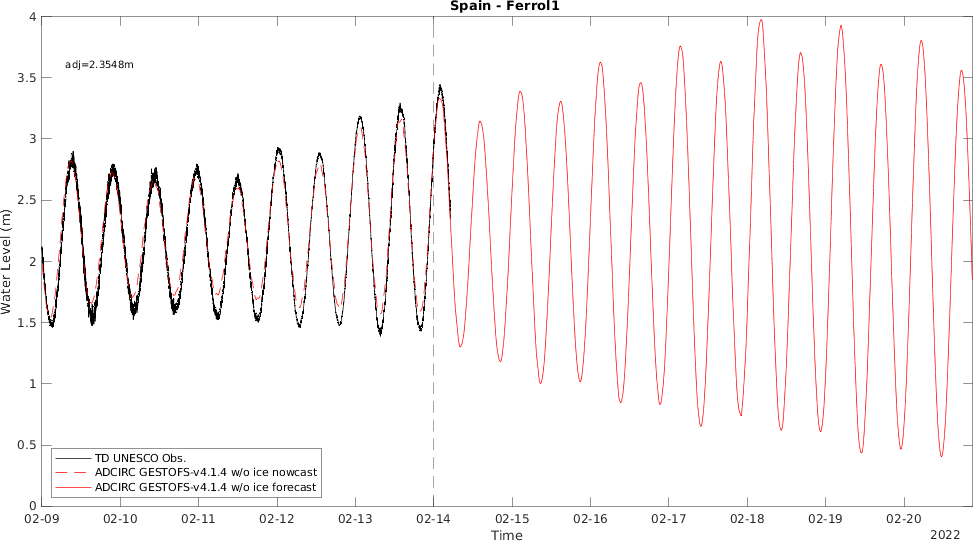 Spain - Ferrol1
4
3.5
3
2.5
2
1.5
1
0.5
0
Water Level (m)
adj=2.3548m
TD UNESCO Obs.
ADCIRC GESTOFS-v4.1.4 w/o ice nowcast
ADCIRC GESTOFS-v4.1.4 w/o ice forecast
02-09 02-10 02-11 02-12 02-13 02-14 02-15 02-16 02-17 02-18 02-19 02-20
Time
2022